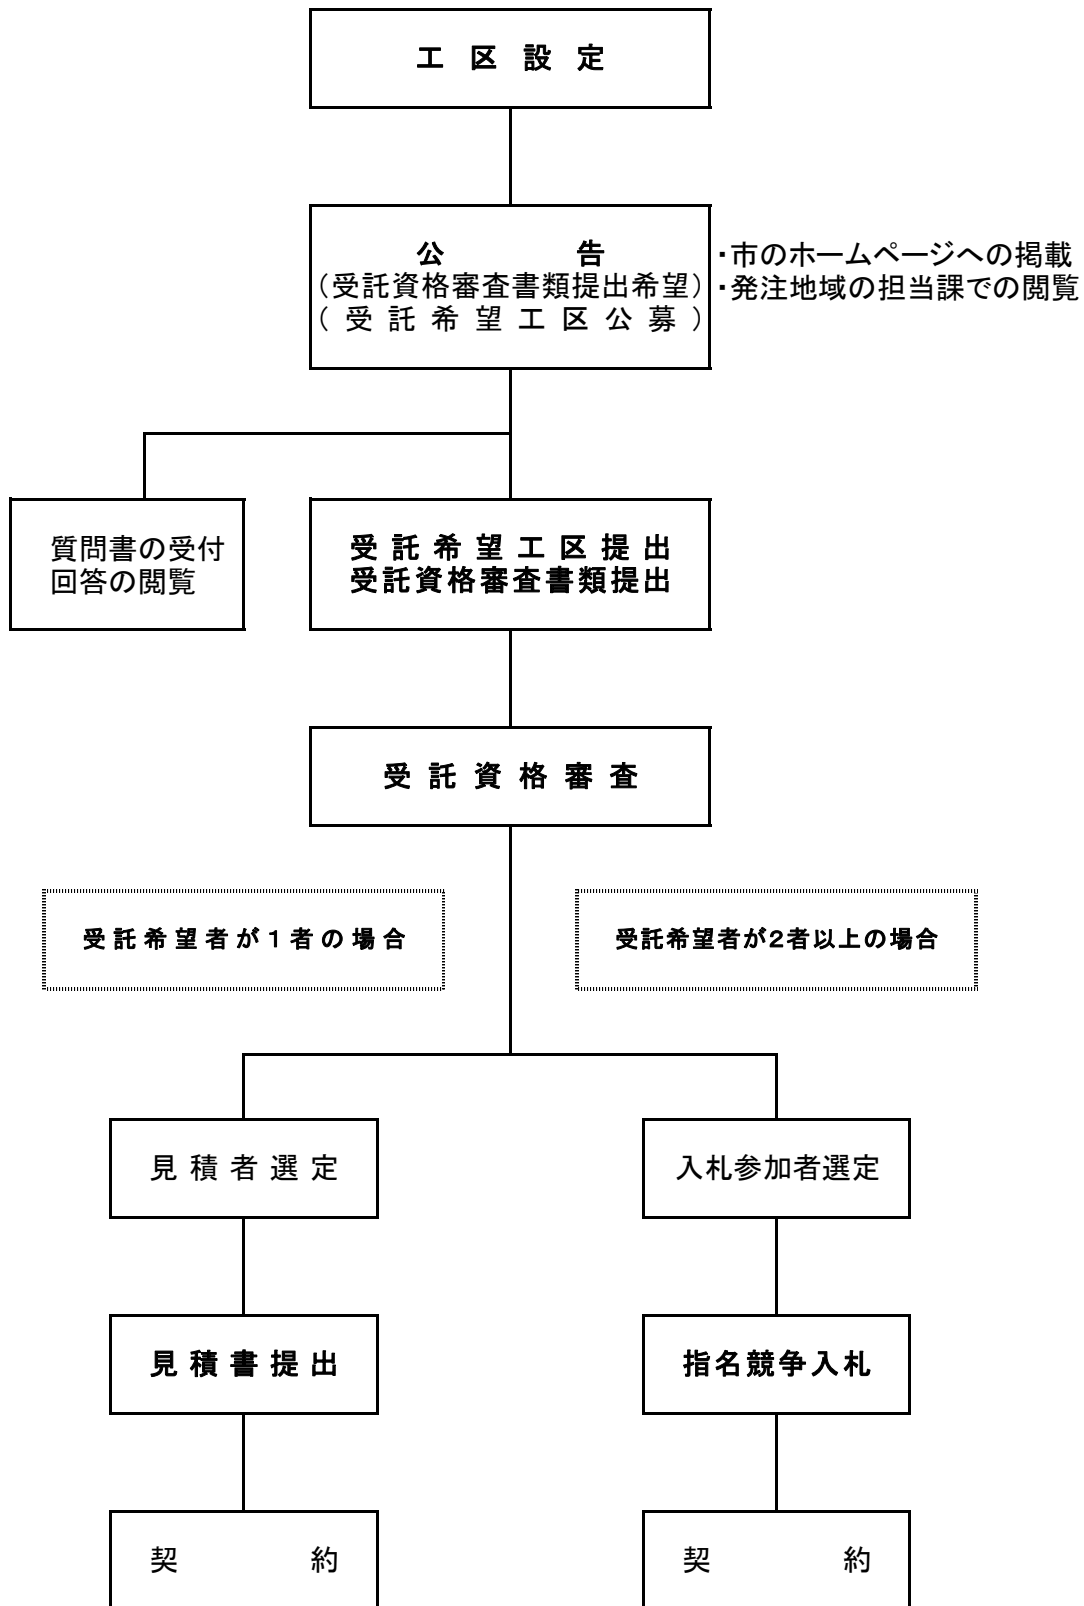 工区設定
公告
（受託資格審査書類提出希望）
（受託希望工区公募）
・市のホームページへの掲載
・発注地域の担当課での閲覧
質問書の受付
回答の閲覧
受託希望工区提出
受託資格審査書類提出
受託資格審査
受託希望者が１者の場合
受託希望者が2者以上の場合
見積者選定
入札参加者選定
見積書提出
指名競争入札
契約
契約